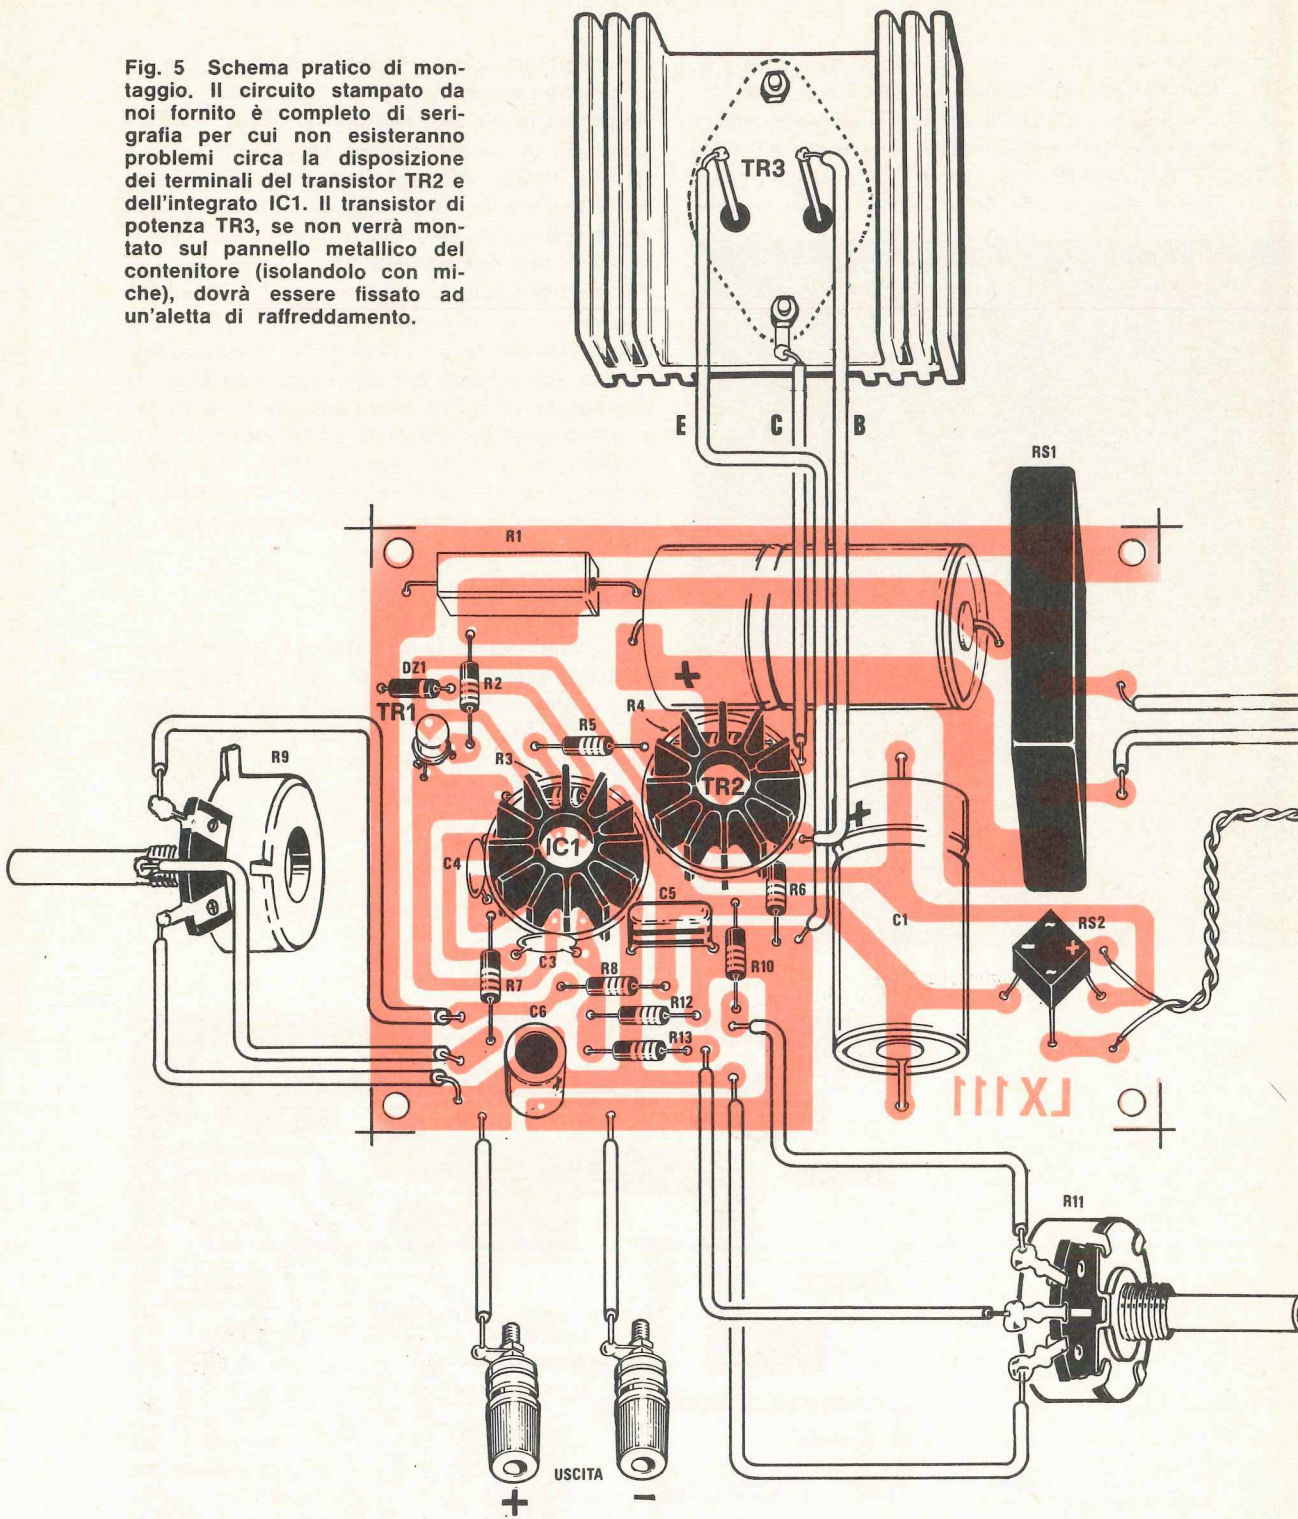 Fig. 5 Schema pratico di mon-
taggio. Il circuito stampato da
noi fornito è completo di seri-
grafia per cui non esisteranno
problemi circa la disposizione
dei terminali del transistor TR2 e
dell'integrato IC1. Il transistor di
potenza TR3, se non verrà mon-
tato sul pannello metallico del
contenitore (isolandolo con mi-
che), dovrà essere fissato ad
un'aletta di raffreddamento.
TR3
E C B
RS1
R1
DZ1
R2
TR1
R4
R5
R9
R3
TR2
+
+
IC1
C4
C5
R6
C1
RS2
~
- +
~
C3
R10
R7
R8
C6
R12
R13
LX111
R11
USCITA
+ -